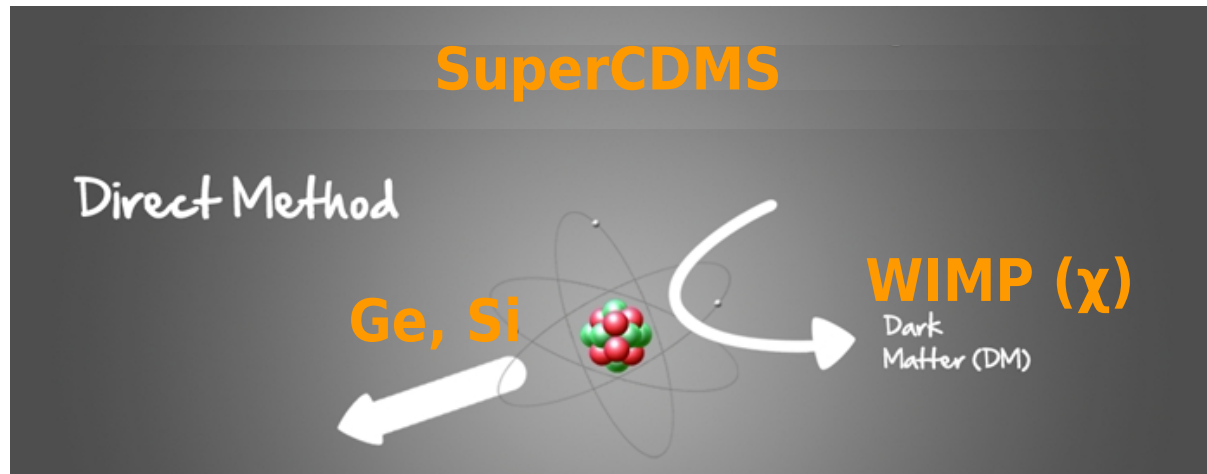 SuperCDMS
Direct Method
WIMP (χ)
Ge, Si
Dark
Matter (DM)